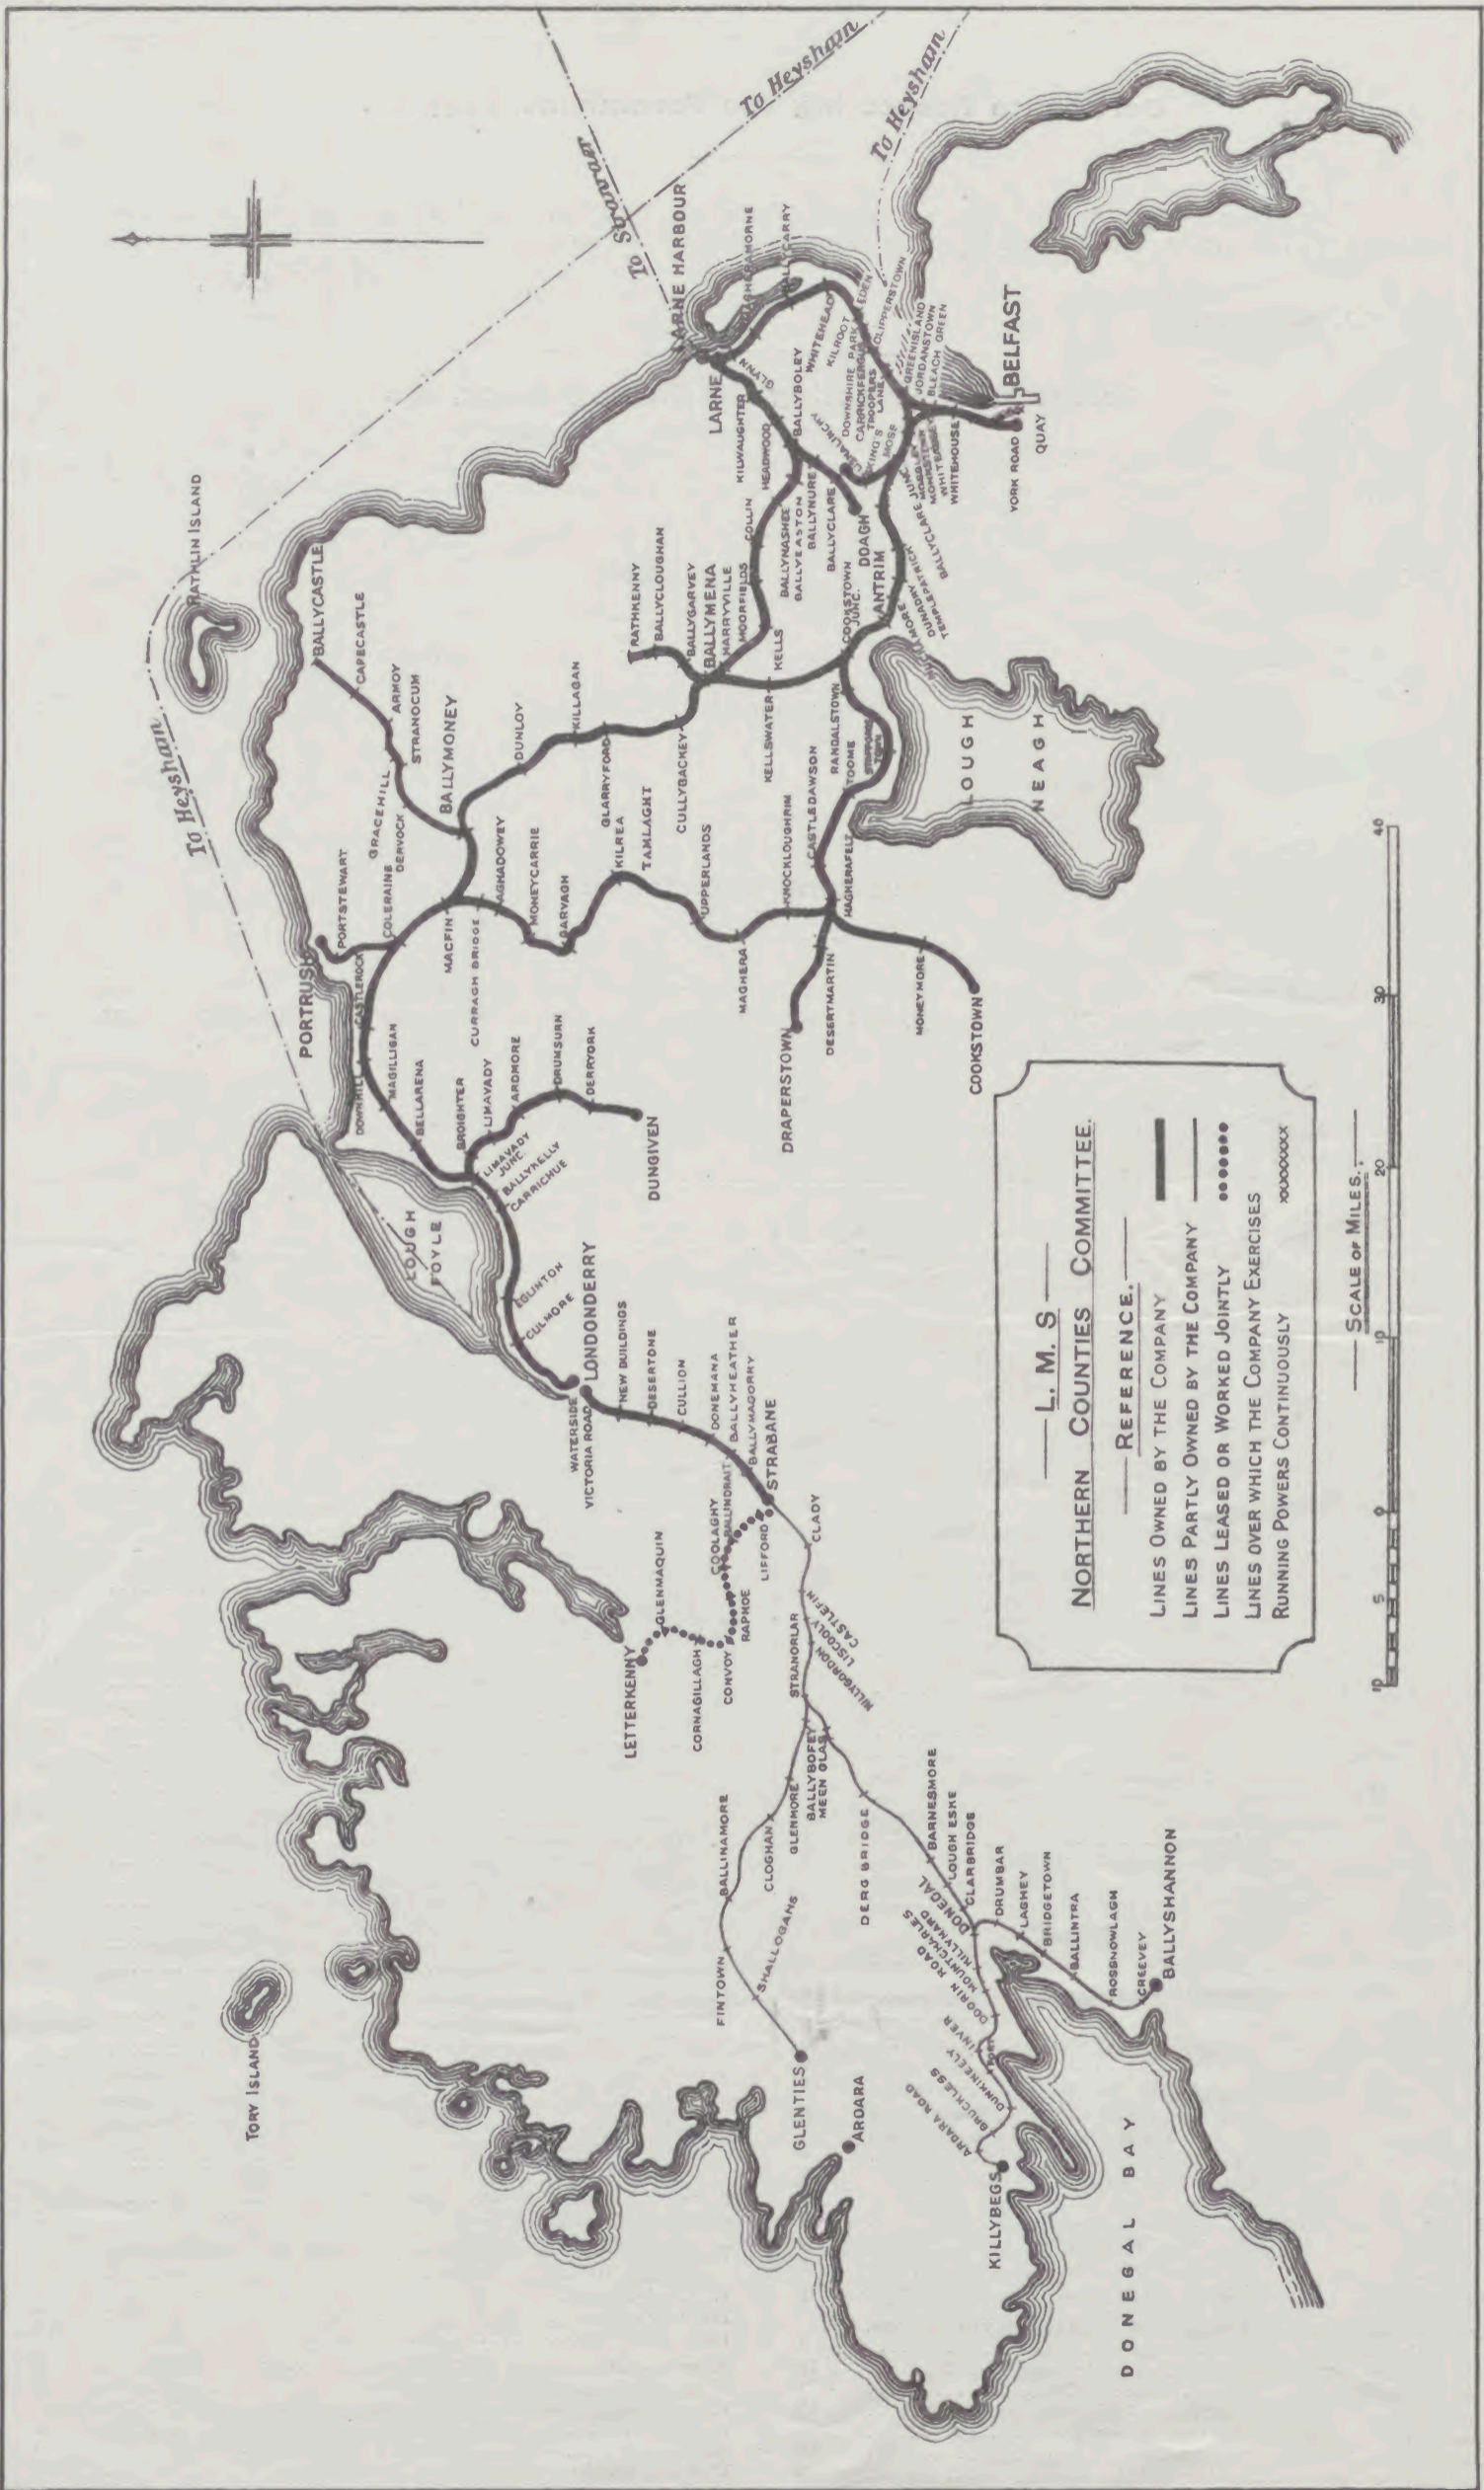 To Heysham
To Heysham
To Heysham
To Stranraer
RATHLIN ISLAND
TORY ISLAND
LOUGH
FOYLE
LOUGH
NEAGH
DONEGAL BAY
PORTRUSH
PORTSTEWART
COLERAINE
CASTLEROCK
DOWNHILL
MAGILLIGAN
BELLARENA
BROIGHTER
LIMAVADY
ARDMORE
DRUMSURN
DERRYORK
DUNGIVEN
LIMAVADY
JUNC.
BALLYKELLY
CARRICHUE
EGLINTON
CULMORE
LONDONDERRY
WATERSIDE
VICTORIA ROAD
NEW BUILDINGS
DESERTONE
CULLION
DONEMANA
BALLYHEATHER
BALLYMAGORRY
STRABANE
LIFFORD
BALLINDRAIT
COOLAGHY
RAPHOE
CONVOY
CORNAGILLAGH
GLENMAQUIN
LETTERKENNY
CLADY
CASTLEFIN
LISCOOLY
KILLYGORDON
STRANORLAR
BALLYBOFEY
MEEN GLAS
GLENMORE
CLOGHAN
BALLINAMORE
FINTOWN
SHALLOGANS
GLENTIES
ARDARA
DERG BRIDGE
BARNESMORE
LOUGH ESKE
CLARBRIDGE
DONEGAL
DRUMBAR
LAGHEY
BRIDGETOWN
BALLINTRA
ROSSNOWLAGH
CREEVEY
BALLYSHANNON
KILLYMARD
MOUNTCHARLES
DOORIN ROAD
INVER
PORT
DUNKINEELY
BRUCKLESS
ARDARA ROAD
KILLYBEGS
BALLYCASTLE
CAPECASTLE
ARMOY
STRANOCUM
GRACEHILL
DERVOCK
BALLYMONEY
DUNLOY
KILLAGAN
GLARRYFORD
CULLYBACKEY
MACFIN
CURRAGH BRIDGE
AGHADOWEY
MONEYCARRIE
GARVAGH
KILREA
TAMLAGHT
UPPERLANDS
MAGHERA
KNOCKLOUGHRIM
MAGHERAFELT
CASTLEDAWSON
TOOME
RANDALSTOWN
DESERTMARTIN
DRAPERSTOWN
MONEYMORE
COOKSTOWN
RATHKENNY
BALLYCLOUGHAN
BALLYGARVEY
BALLYMENA
HARRYVILLE
MOORFIELDS
KELLS
KELLSWATER
COLLIN
BALLYNASHEE
BALLYEASTON
BALLYNURE
BALLYCLARE
DOAGH
COOKSTOWN
JUNC.
ANTRIM
DUNADRY
TEMPLEPATRICK
BALLYCLARE JUNC.
KING'S
MOSS
BALLYBOLEY
HEADWOOD
KILWAUGHTER
LARNE
LARNE HARBOUR
GLYNN
BALLYCARRY
WHITEHEAD
KILROOT
EDEN
DOWNSHIRE PARK
CARRICKFERGUS
CLIPPERSTOWN
TROOPERS
LANE
GREENISLAND
JORDANSTOWN
BLEACH GREEN
WHITEHOUSE
BELFAST
YORK ROAD
QUAY
L. M. S
NORTHERN COUNTIES COMMITTEE.
REFERENCE.
LINES OWNED BY THE COMPANY
LINES PARTLY OWNED BY THE COMPANY
LINES LEASED OR WORKED JOINTLY
LINES OVER WHICH THE COMPANY EXERCISES
RUNNING POWERS CONTINUOUSLY xxxxxxxxx
SCALE OF MILES.
10 5 0 10 20 30 40